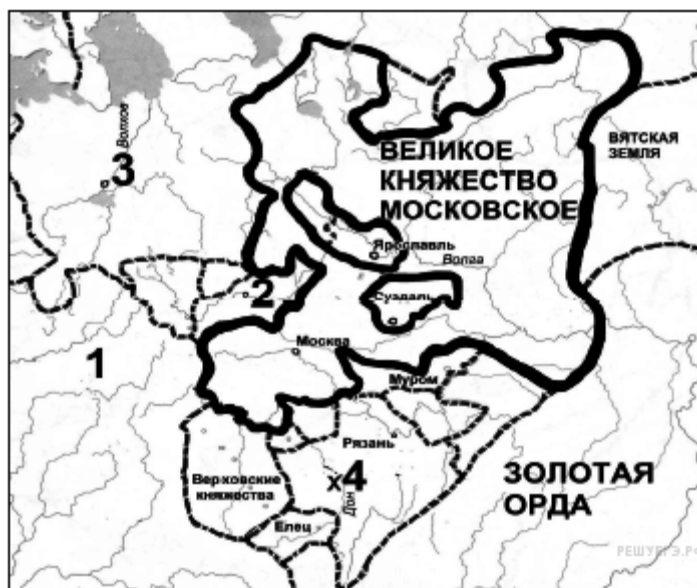 Волхов
3
ВЯТСКАЯ
ЗЕМЛЯ
ВЕЛИКОЕ
КНЯЖЕСТВО
МОСКОВСКОЕ
Ярославль
Волга
2
Суздаль
1
Москва
Муром
Рязань
Х4
Дон
Верховские
княжества
Елец
ЗОЛОТАЯ
ОРДА
РЕШУЕГЭ.РФ